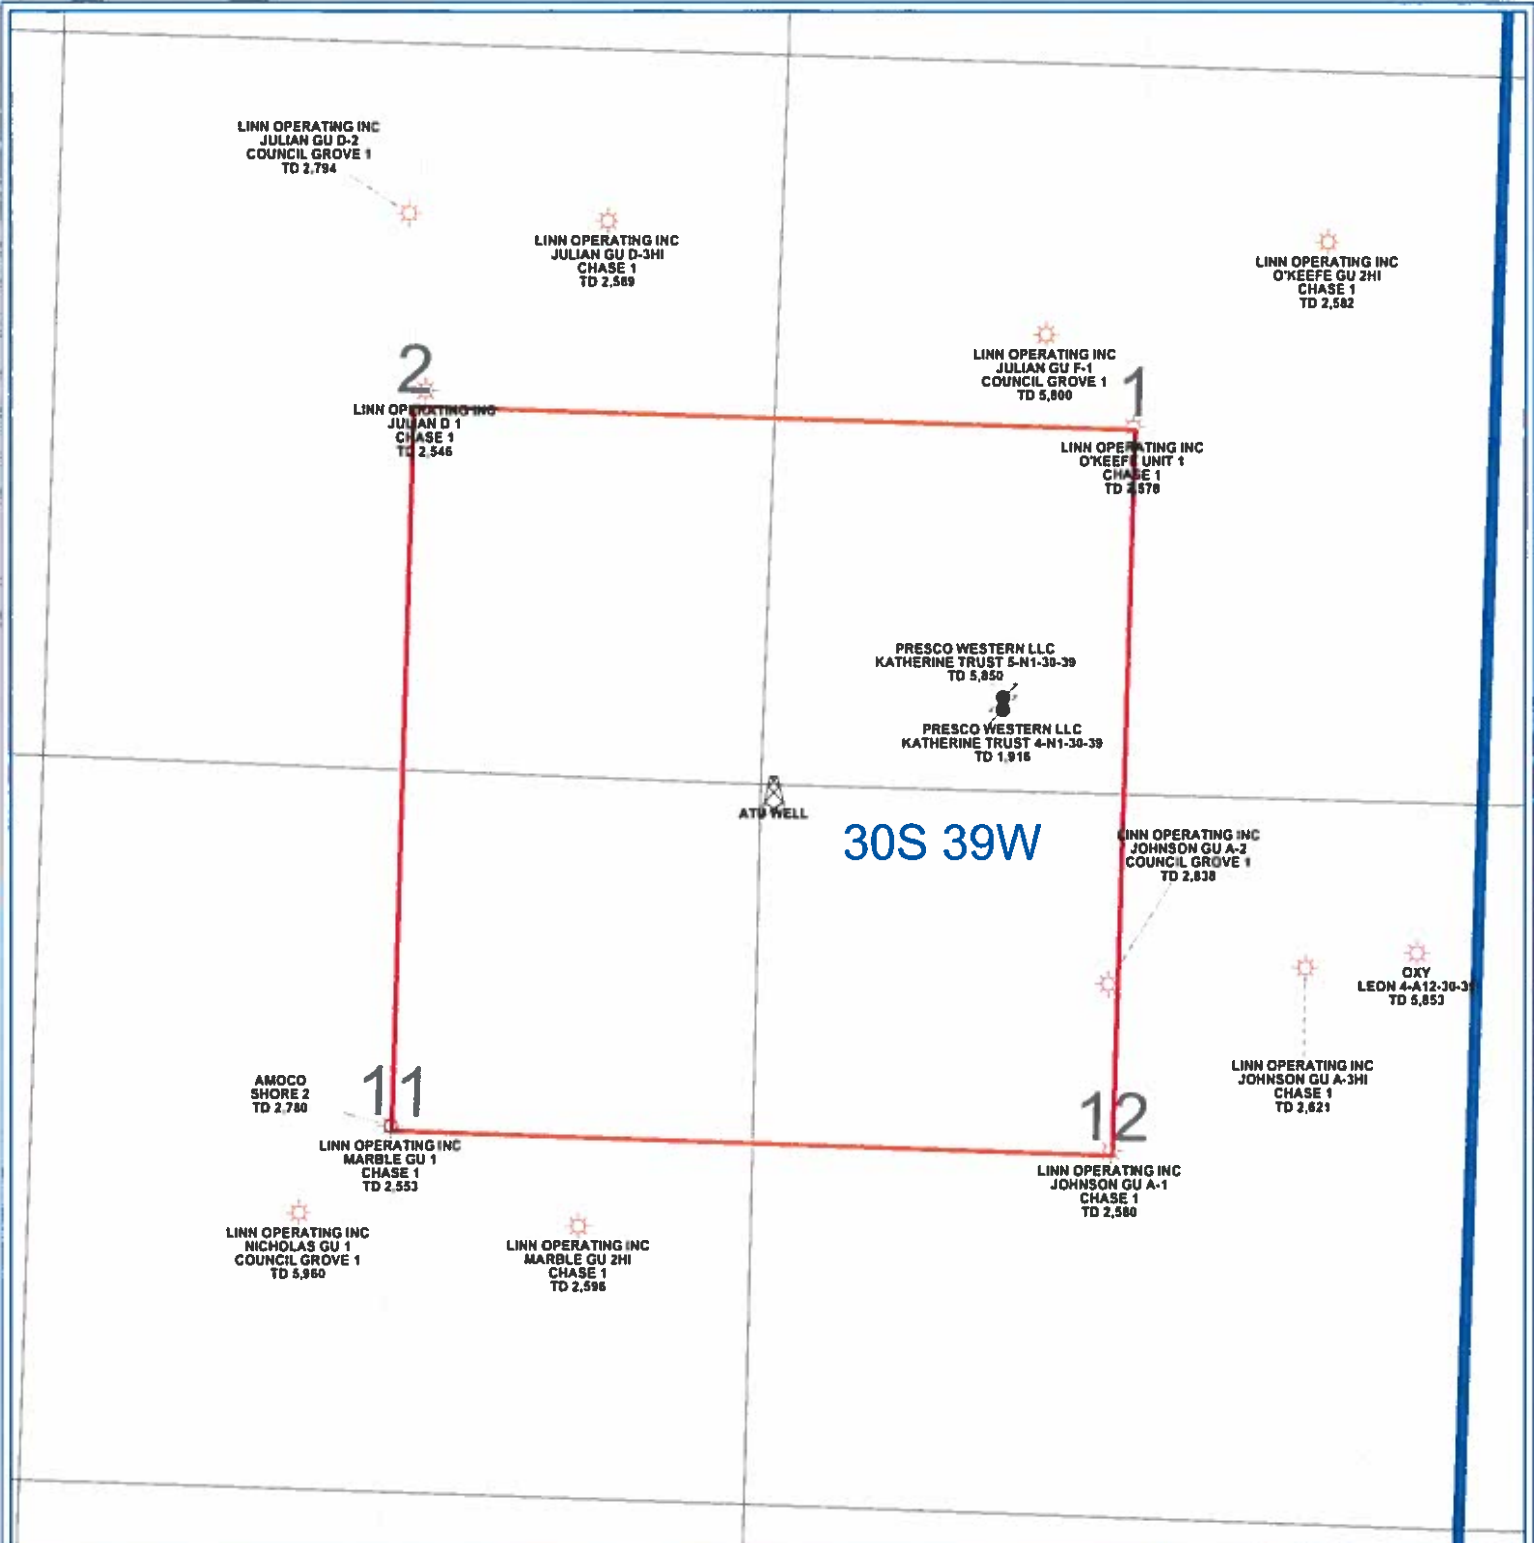 LINN OPERATING INC
JULIAN GU D-2
COUNCIL GROVE 1
TD 2,794
LINN OPERATING INC
JULIAN GU D-3HI
CHASE 1
TD 2,569
LINN OPERATING INC
O'KEEFE GU 2HI
CHASE 1
TD 2,582
LINN OPERATING INC
JULIAN GU F-1
COUNCIL GROVE 1
TD 5,800
2
1
LINN OPERATING INC
JULIAN D 1
CHASE 1
TD 2,546
LINN OPERATING INC
O'KEEFE UNIT 1
CHASE 1
TD 2,576
PRESCO WESTERN LLC
KATHERINE TRUST 5-N1-30-39
TD 5,850
PRESCO WESTERN LLC
KATHERINE TRUST 4-N1-30-39
TD 1,916
ATU WELL
30S 39W
LINN OPERATING INC
JOHNSON GU A-2
COUNCIL GROVE 1
TD 2,838
OXY
LEON 4-A12-30-39
TD 5,853
LINN OPERATING INC
JOHNSON GU A-3HI
CHASE 1
TD 2,621
AMOCO
SHORE 2
TD 2,780
11
12
LINN OPERATING INC
MARBLE GU 1
CHASE 1
TD 2,553
LINN OPERATING INC
JOHNSON GU A-1
CHASE 1
TD 2,580
LINN OPERATING INC
NICHOLAS GU 1
COUNCIL GROVE 1
TD 5,960
LINN OPERATING INC
MARBLE GU 2HI
CHASE 1
TD 2,596